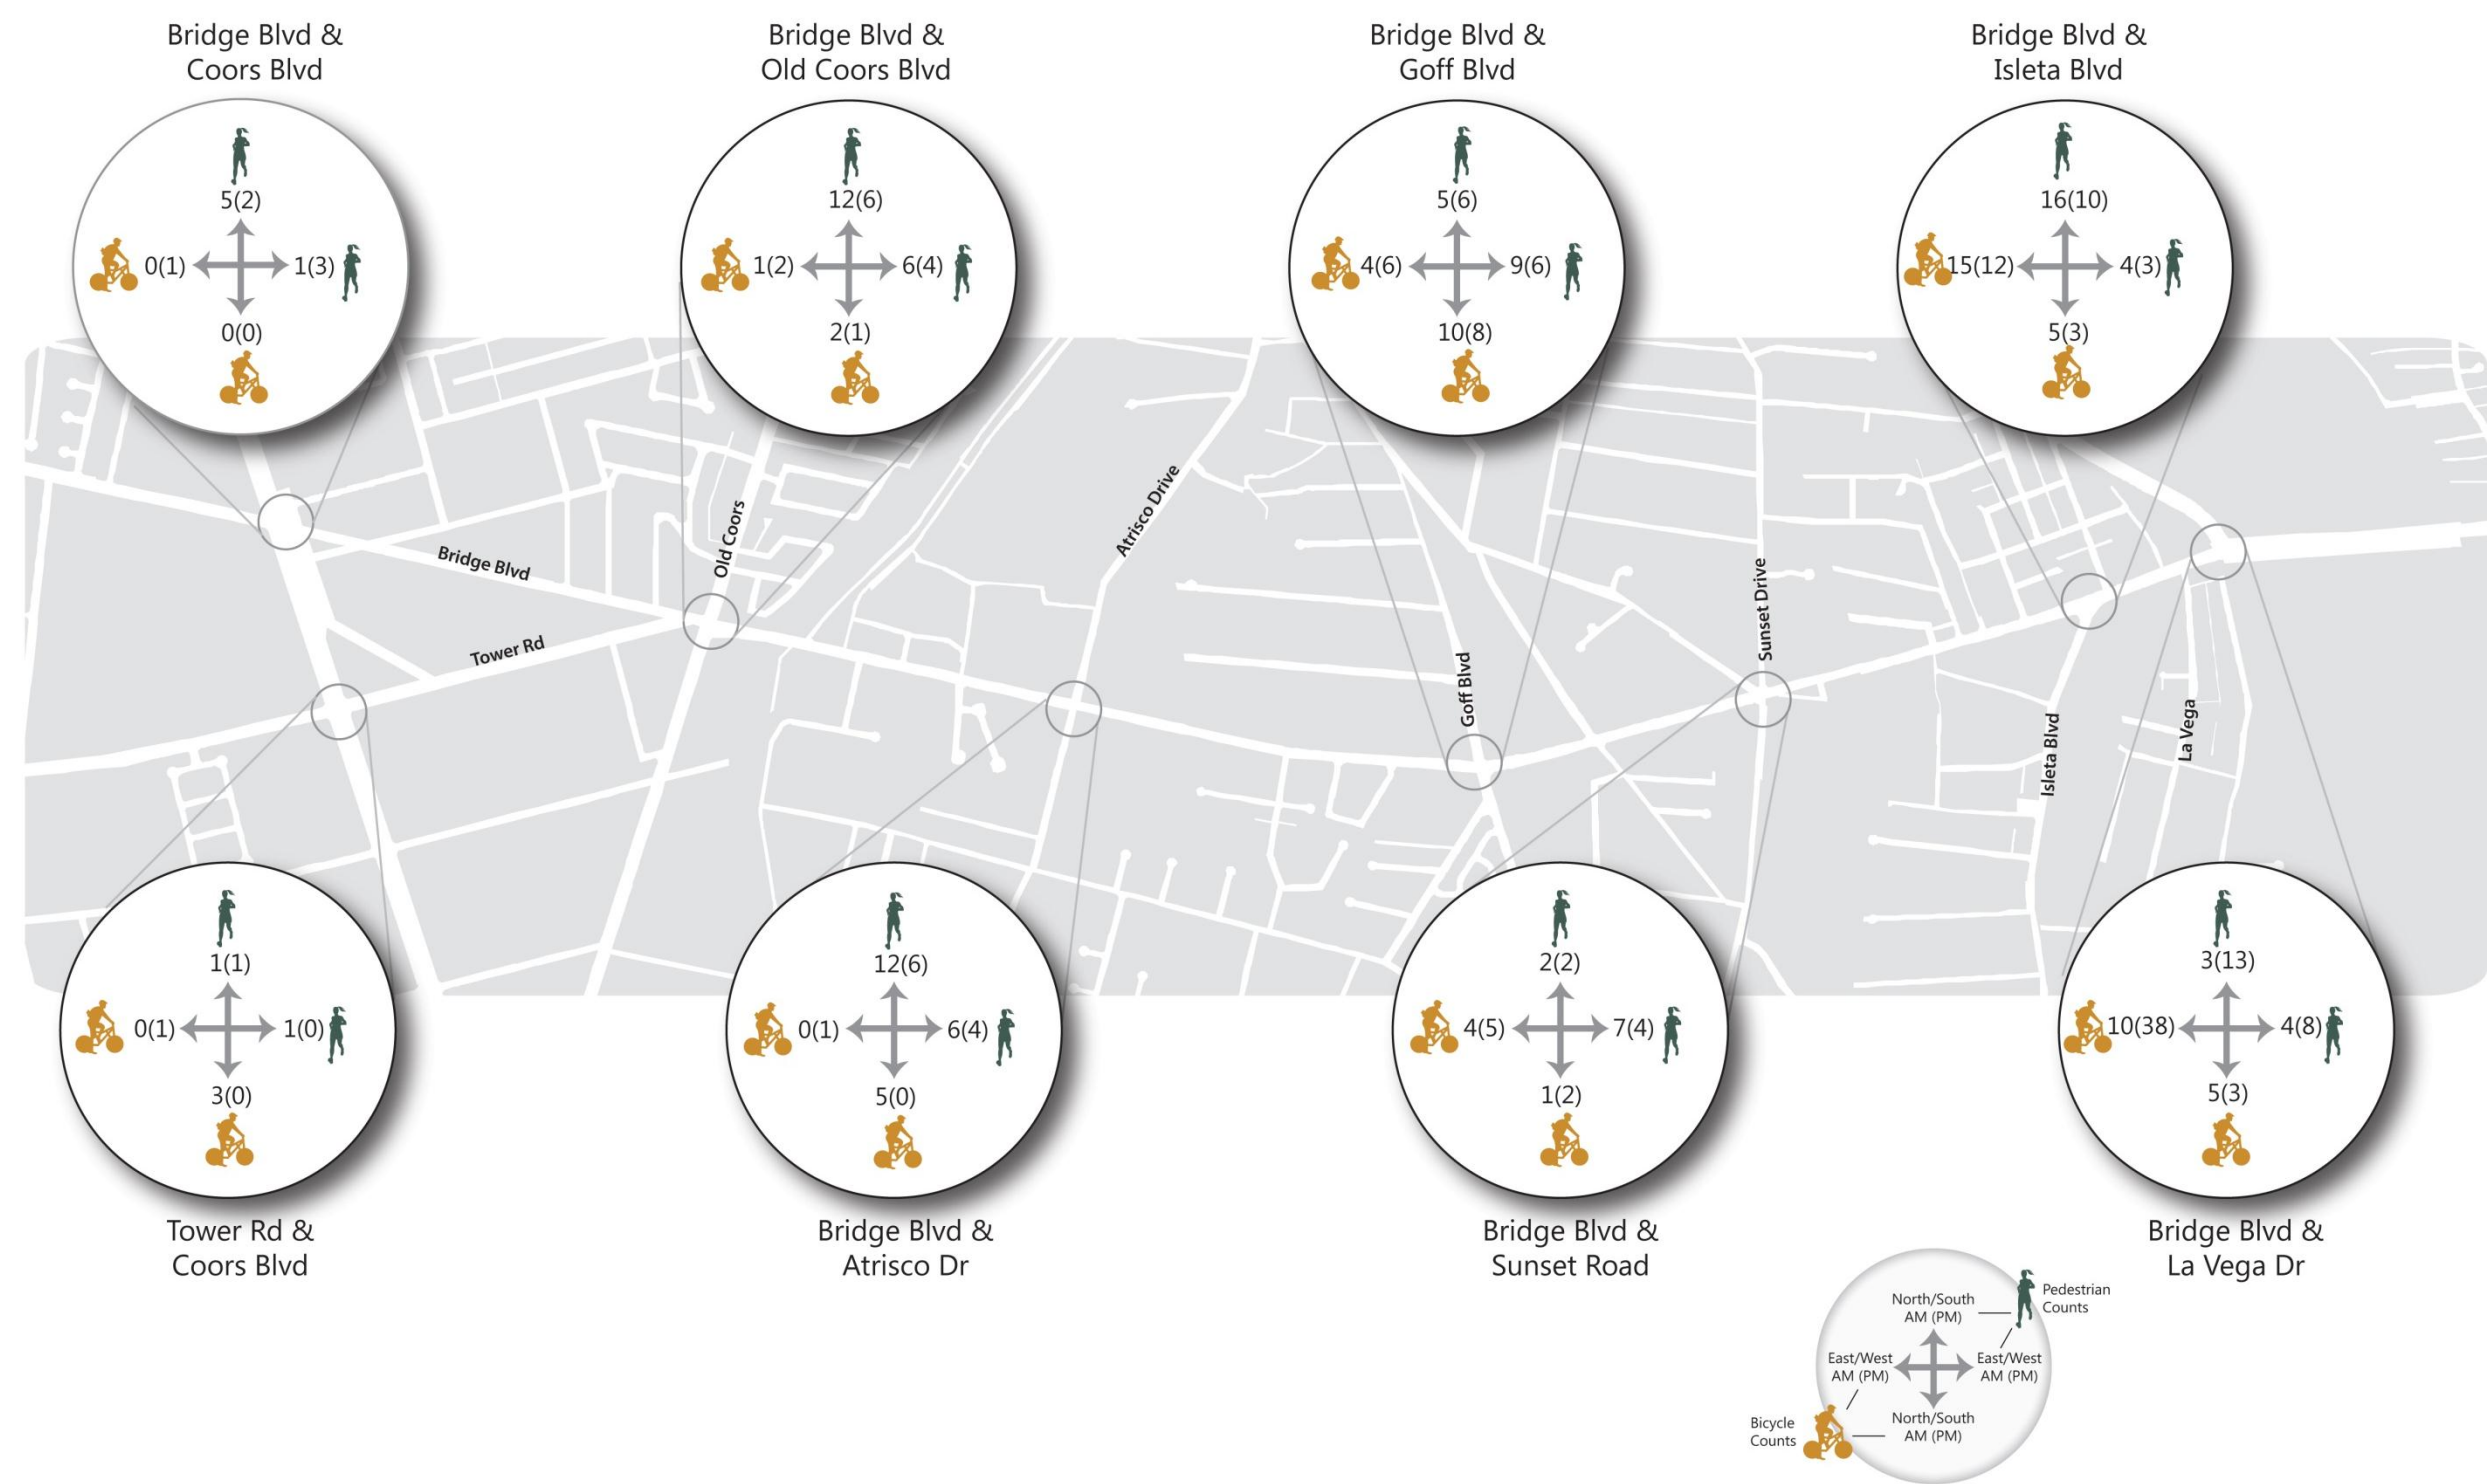 Bridge Blvd &
Coors Blvd
Bridge Blvd &
Old Coors Blvd
Bridge Blvd &
Goff Blvd
Bridge Blvd &
Isleta Blvd
5(2)
0(1)
1(3)
0(0)
12(6)
1(2)
6(4)
2(1)
5(6)
4(6)
9(6)
10(8)
16(10)
15(12)
4(3)
5(3)
Bridge Blvd
Tower Rd
Old Coors
Atrisco Drive
Goff Blvd
Sunset Drive
Isleta Blvd
La Vega
1(1)
0(1)
1(0)
3(0)
12(6)
0(1)
6(4)
5(0)
2(2)
4(5)
7(4)
1(2)
3(13)
10(38)
4(8)
5(3)
Tower Rd &
Coors Blvd
Bridge Blvd &
Atrisco Dr
Bridge Blvd &
Sunset Road
Bridge Blvd &
La Vega Dr
Pedestrian
Counts
North/South
AM (PM)
East/West
AM (PM)
East/West
AM (PM)
North/South
AM (PM)
Bicycle
Counts